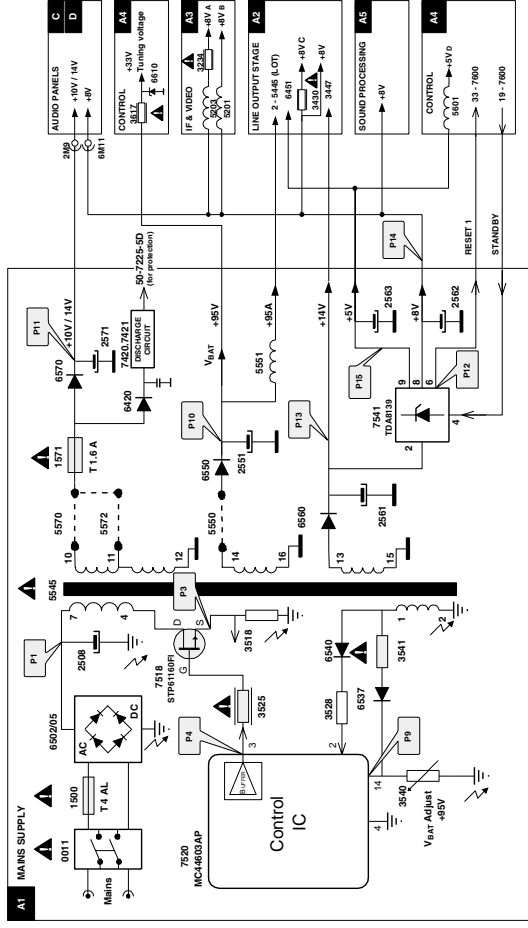 A1
MAINS SUPPLY
Mains
0011
1500
T 4 AL
6502/05
AC
DC
P1
2508
7
4
5545
7518
STP61160FI
D
S
G
P3
3518
3525
P4
3
BUFFER
7520
MC44603AP
Control
IC
2
3528
6540
3541
6537
1
2
14
P9
4
3540
VBAT Adjust
+95V
10
11
12
5570
5572
1571
T 1.6 A
6570
P11
+10V / 14V
2571
6420
7420.7421
DISCHARGE
CIRCUIT
50-7225-5D
(for protection)
14
16
5550
6550
P10
2551
VBAT
+95V
5551
+95A
13
15
6560
2561
P13
+14V
7541
TDA8139
2
9
8
6
4
P15
P12
P14
+5V
2563
+8V
2562
RESET 1
STANDBY
C
D
AUDIO PANELS
2M9
+10V / 14V
6M11
+8V
A4
CONTROL
3617
+33V
Tuning voltage
6610
A3
IF & VIDEO
3234
+8V A
+8V B
5203
5201
A2
LINE OUTPUT STAGE
2 - 5445 (LOT)
6451
+8V C
3430
+8V
3447
A5
SOUND PROCESSING
+8V
A4
CONTROL
5601
+5V D
33 - 7600
19 - 7600